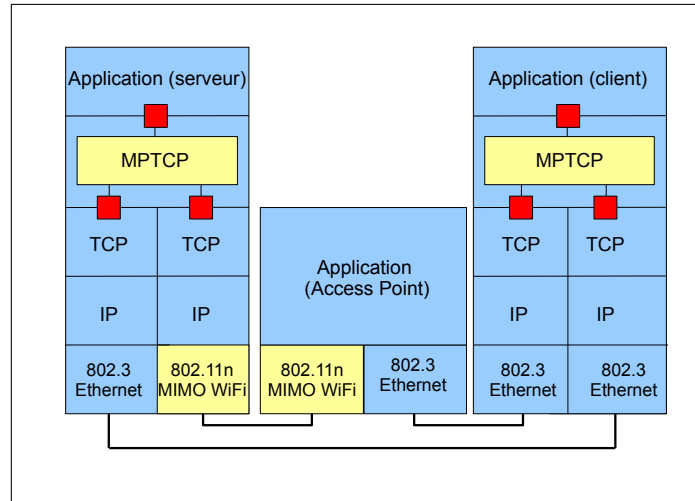 Application (serveur)
MPTCP
TCP
TCP
IP
IP
802.3
Ethernet
802.11n
MIMO WiFi
Application
(Access Point)
802.11n
MIMO WiFi
802.3
Ethernet
Application (client)
MPTCP
TCP
TCP
IP
IP
802.3
Ethernet
802.3
Ethernet